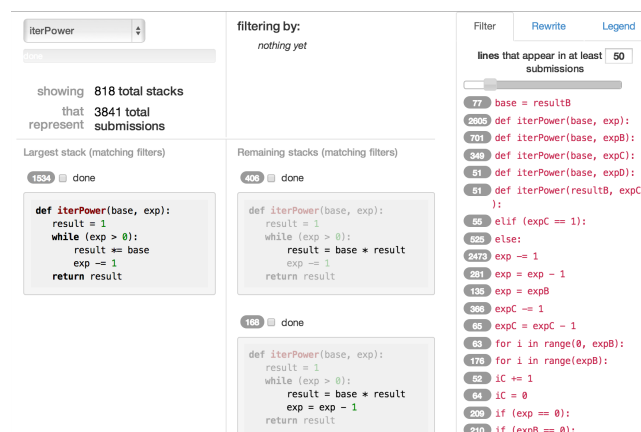 iterPower
done
showing 818 total stacks
that 3841 total
represent submissions
Largest stack (matching filters)
1534 done
def iterPower(base, exp):
result = 1
while (exp > 0):
result *= base
exp -= 1
return result
filtering by:
nothing yet
Remaining stacks (matching filters)
406 done
def iterPower(base, exp):
result = 1
while (exp > 0):
result = base * result
exp -= 1
return result
168 done
def iterPower(base, exp):
result = 1
while (exp > 0):
result = base * result
exp = exp - 1
return result
Filter Rewrite Legend
lines that appear in at least 50
submissions
77 base = resultB
2605 def iterPower(base, exp):
701 def iterPower(base, expB):
349 def iterPower(base, expC):
51 def iterPower(base, expD):
51 def iterPower(resultB, expC
):
55 elif (expC == 1):
525 else:
2473 exp -= 1
281 exp = exp - 1
135 exp = expB
366 expC -= 1
65 expC = expC - 1
63 for i in range(0, expB):
176 for i in range(expB):
52 iC += 1
64 iC = 0
209 if (exp == 0):
210 if (expB == 0):